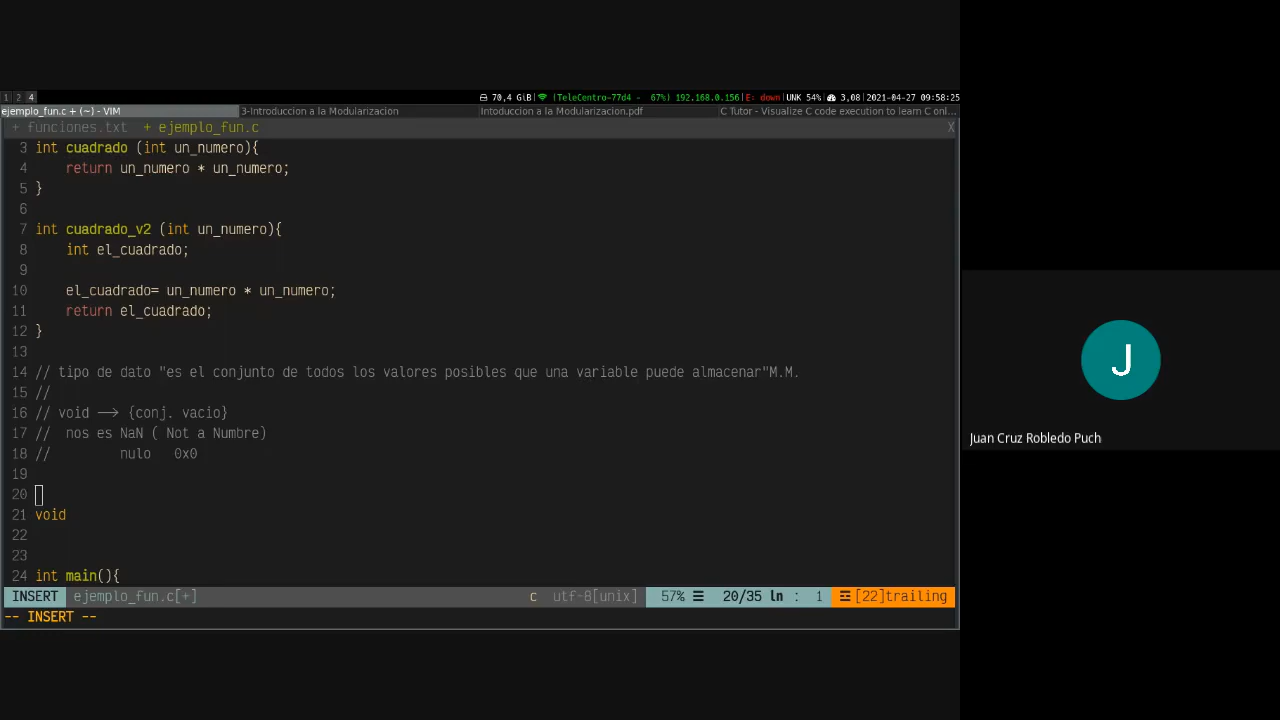 1 2 4 70,4 GiB| (TeleCentro-77d4 - 67%) 192.168.0.156|E: down|UNK 54%| 3,08|2021-04-27 09:58:25
ejemplo_fun.c + (~) - VIM 3-Introduccion a la Modularizacion Intoduccion a la Modularizacion.pdf C Tutor - Visualize C code execution to learn C onl...
+ funciones.txt + ejemplo_fun.c X
3 int cuadrado (int un_numero){
4 return un_numero * un_numero;
5 }
6
7 int cuadrado_v2 (int un_numero){
8 int el_cuadrado;
9
10 el_cuadrado= un_numero * un_numero;
11 return el_cuadrado;
12 }
13
14 // tipo de dato "es el conjunto de todos los valores posibles que una variable puede almacenar"M.M.
15 //
16 // void --> {conj. vacio}
17 // nos es NaN ( Not a Numbre)
18 // nulo 0x0
19
20
21 void
22
23
24 int main(){
INSERT ejemplo_fun.c[+] c utf-8[unix] 57% ☰ 20/35 ln : 1 [22]trailing
-- INSERT --
J
Juan Cruz Robledo Puch